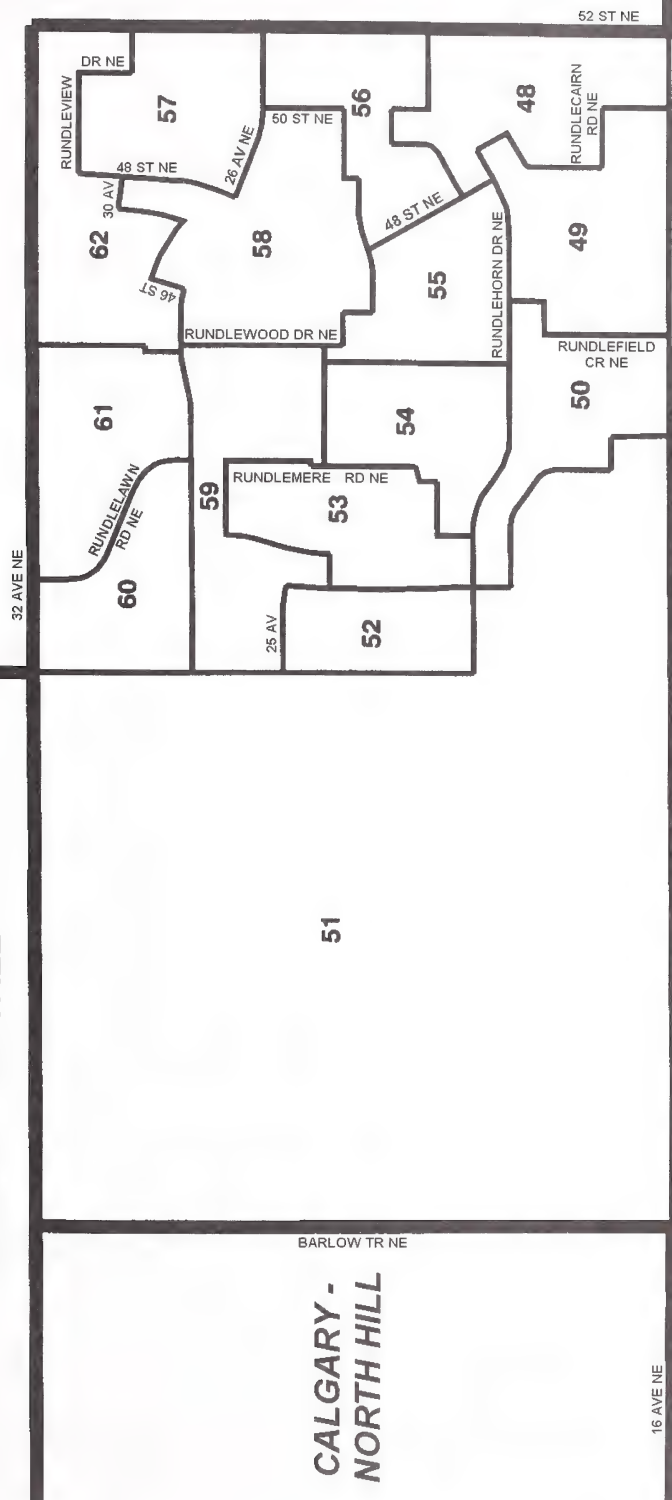 52 ST NE
RUNDLEVIEW
DR NE
57
48 ST NE
26 AV NE
50 ST NE
56
48
RUNDLECAIRN
RD NE
30 AV
62
46 ST
58
48 ST NE
55
RUNDLEHORN DR NE
49
RUNDLEWOOD DR NE
RUNDLEFIELD
CR NE
50
61
RUNDLELAWN
RD NE
59
RUNDLEMERE RD NE
53
54
32 AVE NE
60
25 AV
52
51
BARLOW TR NE
CALGARY -
NORTH HILL
16 AVE NE